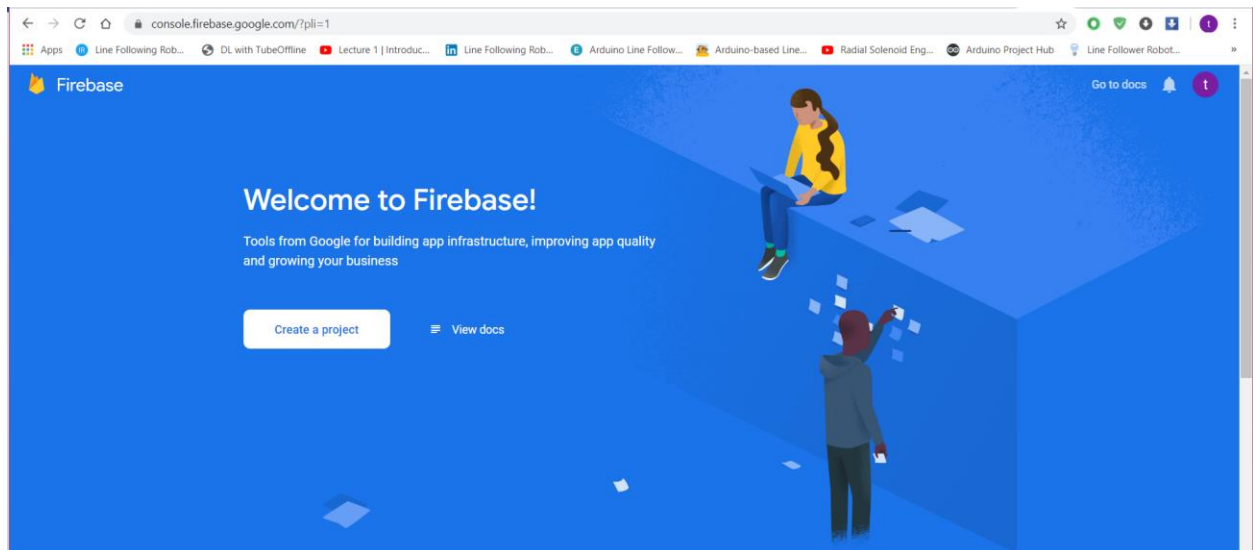 console.firebase.google.com/?pli=1
t
Apps IR Line Following Rob... DL with TubeOffline Lecture 1 | Introduc... in Line Following Rob... E Arduino Line Follow... Arduino-based Line... Radial Solenoid Eng... Arduino Project Hub Line Follower Robot... »
Firebase
Go to docs
t
Welcome to Firebase!
Tools from Google for building app infrastructure, improving app quality
and growing your business
Create a project
View docs